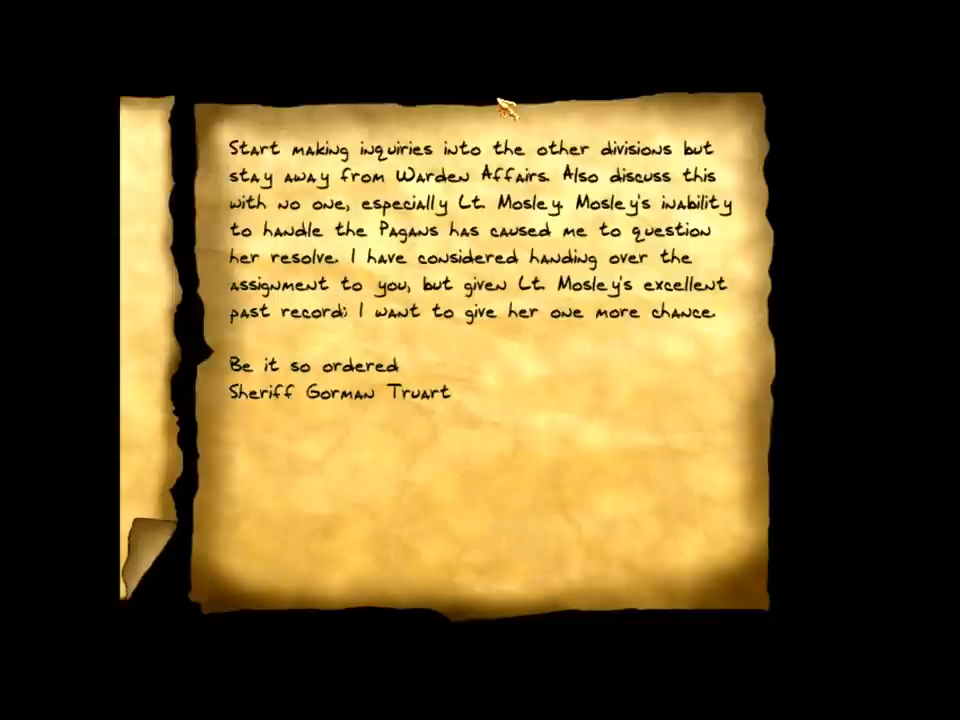 Start making inquiries into the other divisions but
stay away from Warden Affairs. Also discuss this
with no one, especially Lt. Mosley. Mosley's inability
to handle the Pagans has caused me to question
her resolve. I have considered handing over the
assignment to you, but given Lt. Mosley's excellent
past record; I want to give her one more chance.
Be it so ordered
Sheriff Gorman Truart